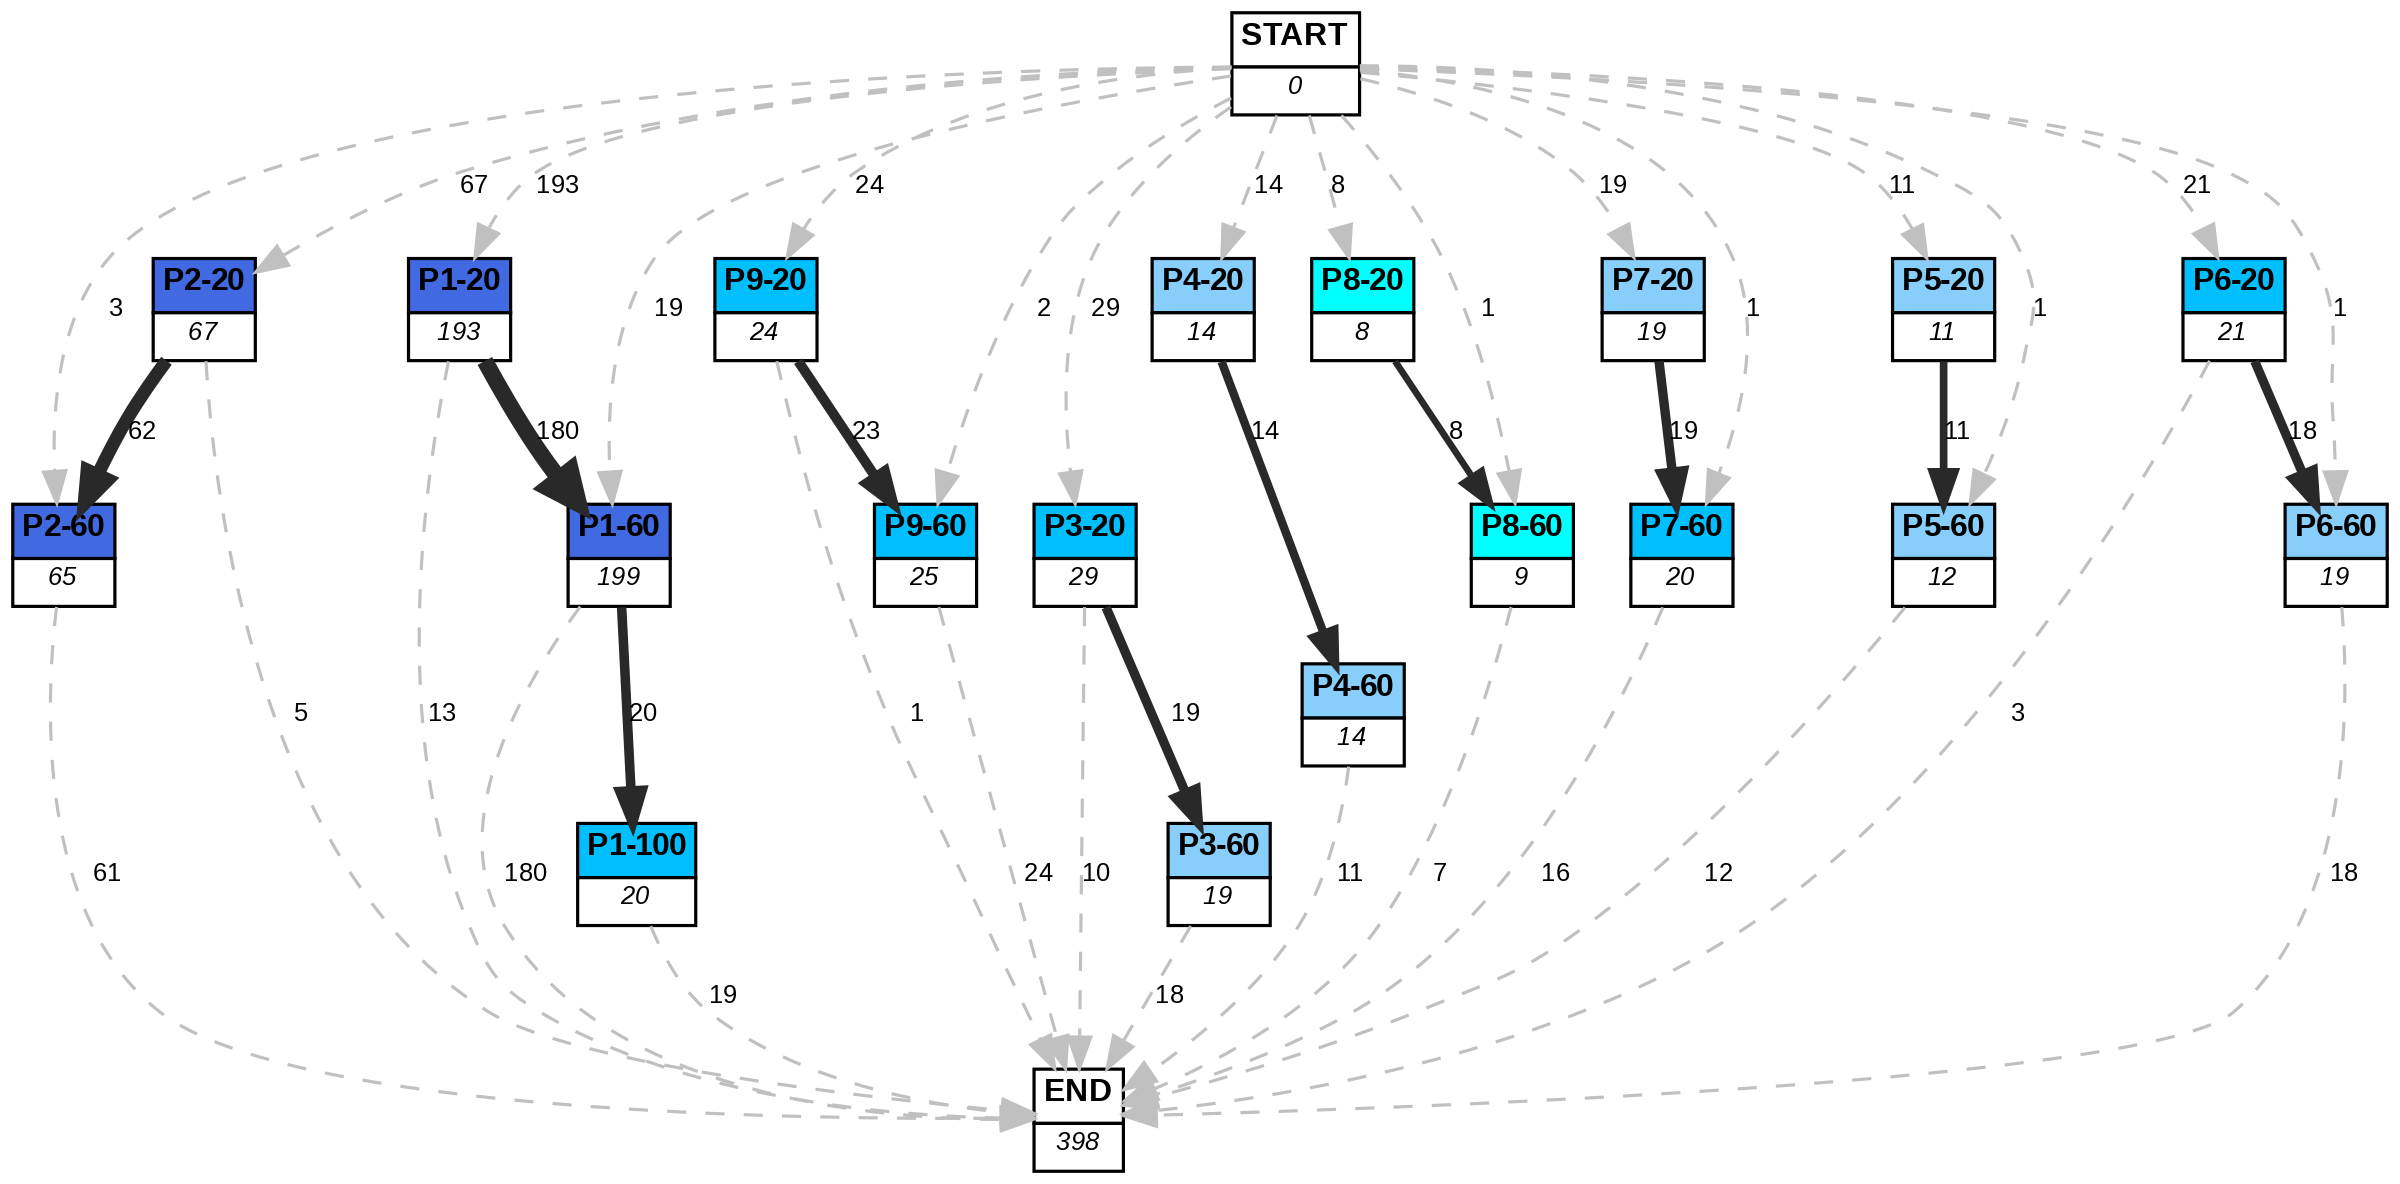 START
0
67
193
24
14
8
19
11
21
P2-20
67
P1-20
193
P9-20
24
P4-20
14
P8-20
8
P7-20
19
P5-20
11
P6-20
21
3
19
2
29
1
1
1
1
62
180
23
14
8
19
11
18
P2-60
65
P1-60
199
P9-60
25
P3-20
29
P8-60
9
P7-60
20
P5-60
12
P6-60
19
5
13
20
1
19
P4-60
14
3
61
180
P1-100
20
24
10
P3-60
19
11
7
16
12
18
19
18
END
398